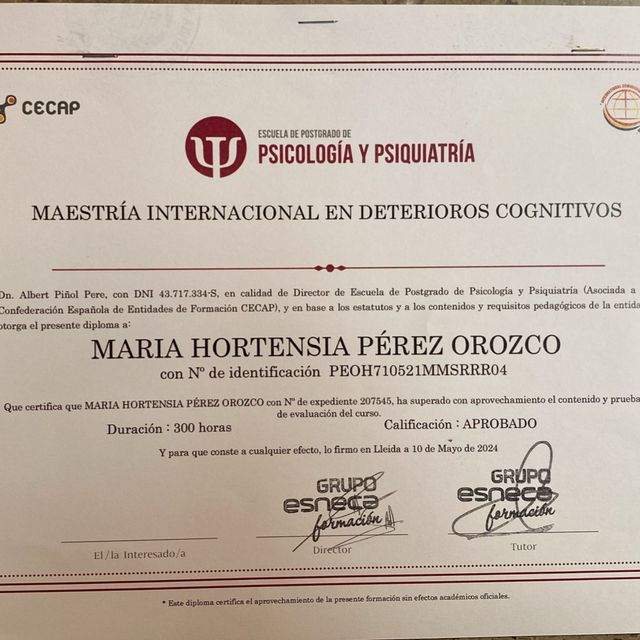 CECAP
ESCUELA DE POSTGRADO DE
PSICOLOGÍA Y PSIQUIATRÍA
MAESTRÍA INTERNACIONAL EN DETERIOROS COGNITIVOS
Dn. Albert Piñol Pere, con DNI 43.717.334-S, en calidad de Director de Escuela de Postgrado de Psicología y Psiquiatría (Asociada a
Confederación Española de Entidades de Formación CECAP), y en base a los estatutos y a los contenidos y requisitos pedagógicos de la entida
otorga el presente diploma a:
MARIA HORTENSIA PÉREZ OROZCO
con Nº de identificación PEOH710521MMSRRR04
Que certifica que MARIA HORTENSIA PÉREZ OROZCO con Nº de expediente 207545, ha superado con aprovechamiento el contenido y prueba
de evaluación del curso.
Duración : 300 horas Calificación : APROBADO
Y para que conste a cualquier efecto, lo firmo en Lleida a 10 de Mayo de 2024
GRUPO esneca formación
GRUPO esneca formación
El/la Interesado/a Director Tutor
* Este diploma certifica el aprovechamiento de la presente formación sin efectos académicos oficiales.